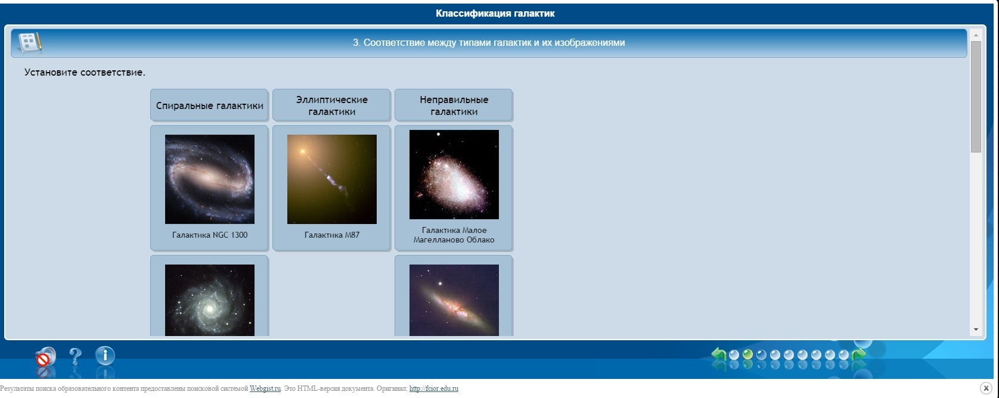 Классификация галактик
3. Соответствие между типами галактик и их изображениями
Установите соответствие.
Спиральные галактики
Эллиптические
галактики
Неправильные
галактики
Галактика NGC 1300
Галактика M87
Галактика Малое
Магелланово Облако
Результаты поиска образовательного контента предоставлены поисковой системой Webgist.ru. Это HTML-версия документа. Оригинал: http://fcior.edu.ru